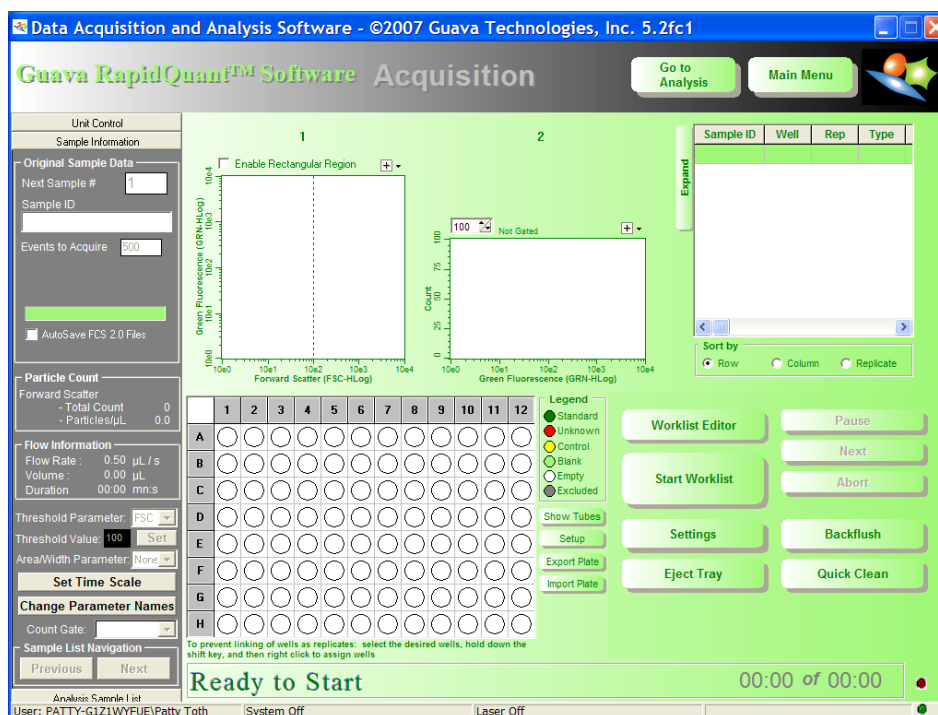 Data Acquisition and Analysis Software - ©2007 Guava Technologies, Inc. 5.2fc1
Guava RapidQuant™ Software Acquisition
Go to
Analysis
Main Menu
Unit Control
Sample Information
Original Sample Data
Next Sample # 1
Sample ID
Events to Acquire 500
AutoSave FCS 2.0 Files
Particle Count
Forward Scatter
- Total Count 0
- Particles/µL 0.0
Flow Information
Flow Rate : 0.50 µL / s
Volume : 0.00 µL
Duration 00:00 mn:s
Threshold Parameter: FSC
Threshold Value: 100 Set
Area/Width Parameter: None
Set Time Scale
Change Parameter Names
Count Gate:
Sample List Navigation
Previous Next
Analysis Sample List
1
Enable Rectangular Region
Green Fluorescence (GRN-HLog)
10e4
10e3
10e2
10e1
10e0
10e0 10e1 10e2 10e3 10e4
Forward Scatter (FSC-HLog)
2
100 Not Gated
Count
100
75
50
25
0
10e0 10e1 10e2 10e3 10e4
Green Fluorescence (GRN-HLog)
Expand
Sample ID Well Rep Type
Sort by
Row Column Replicate
1 2 3 4 5 6 7 8 9 10 11 12
A
B
C
D
E
F
G
H
Legend
Standard
Unknown
Control
Blank
Empty
Excluded
Show Tubes
Setup
Export Plate
Import Plate
Worklist Editor
Start Worklist
Settings
Eject Tray
Pause
Next
Abort
Backflush
Quick Clean
To prevent linking of wells as replicates: select the desired wells, hold down the
shift key, and then right click to assign wells
Ready to Start 00:00 of 00:00
User: PATTY-G1Z1WYFUE\Patty Toth System Off Laser Off